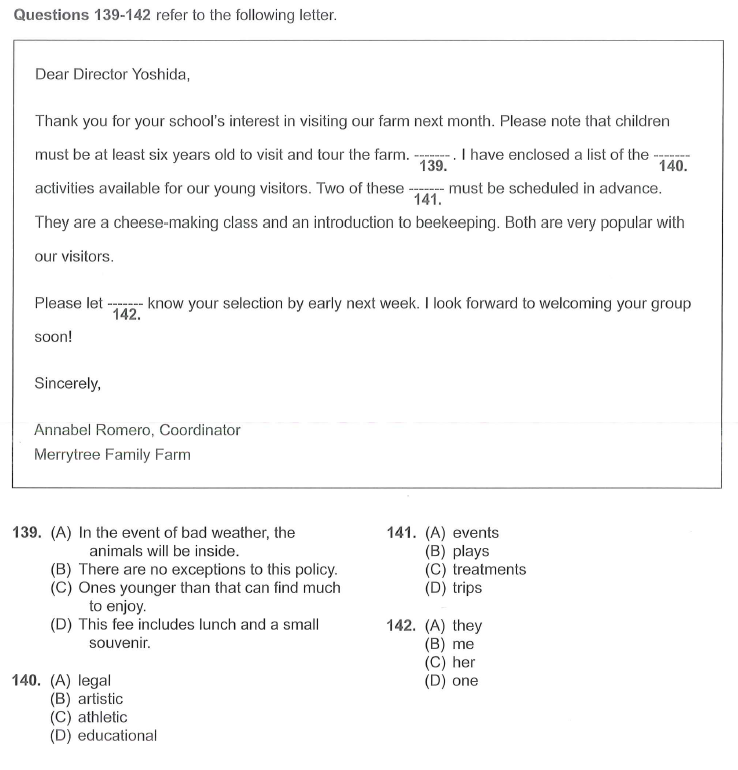 Questions 139-142 refer to the following letter.
Dear Director Yoshida,
Thank you for your school's interest in visiting our farm next month. Please note that children
must be at least six years old to visit and tour the farm. ------- . I have enclosed a list of the -------
139. 140.
activities available for our young visitors. Two of these ------- must be scheduled in advance.
141.
They are a cheese-making class and an introduction to beekeeping. Both are very popular with
our visitors.
Please let ------- know your selection by early next week. I look forward to welcoming your group
142.
soon!
Sincerely,
Annabel Romero, Coordinator
Merrytree Family Farm
139. (A) In the event of bad weather, the
animals will be inside.
(B) There are no exceptions to this policy.
(C) Ones younger than that can find much
to enjoy.
(D) This fee includes lunch and a small
souvenir.
140. (A) legal
(B) artistic
(C) athletic
(D) educational
141. (A) events
(B) plays
(C) treatments
(D) trips
142. (A) they
(B) me
(C) her
(D) one